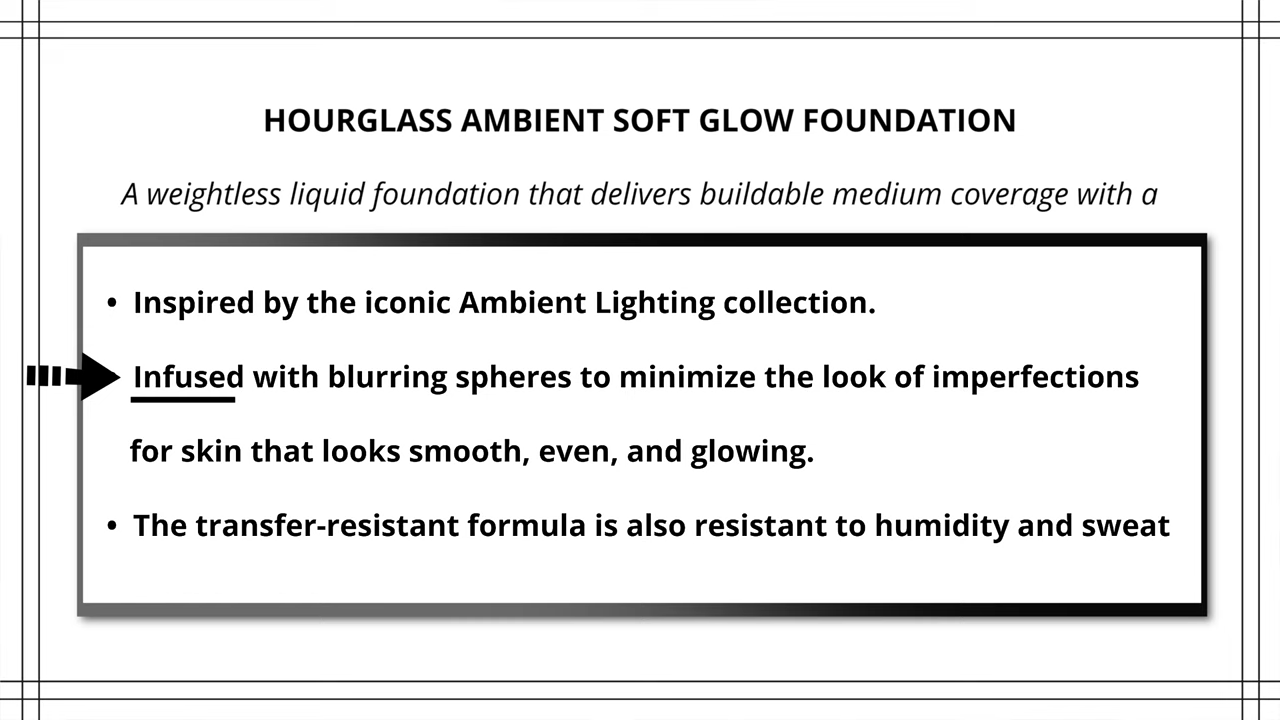 HOURGLASS AMBIENT SOFT GLOW FOUNDATION
A weightless liquid foundation that delivers buildable medium coverage with a
• Inspired by the iconic Ambient Lighting collection.
Infused with blurring spheres to minimize the look of imperfections
for skin that looks smooth, even, and glowing.
• The transfer-resistant formula is also resistant to humidity and sweat